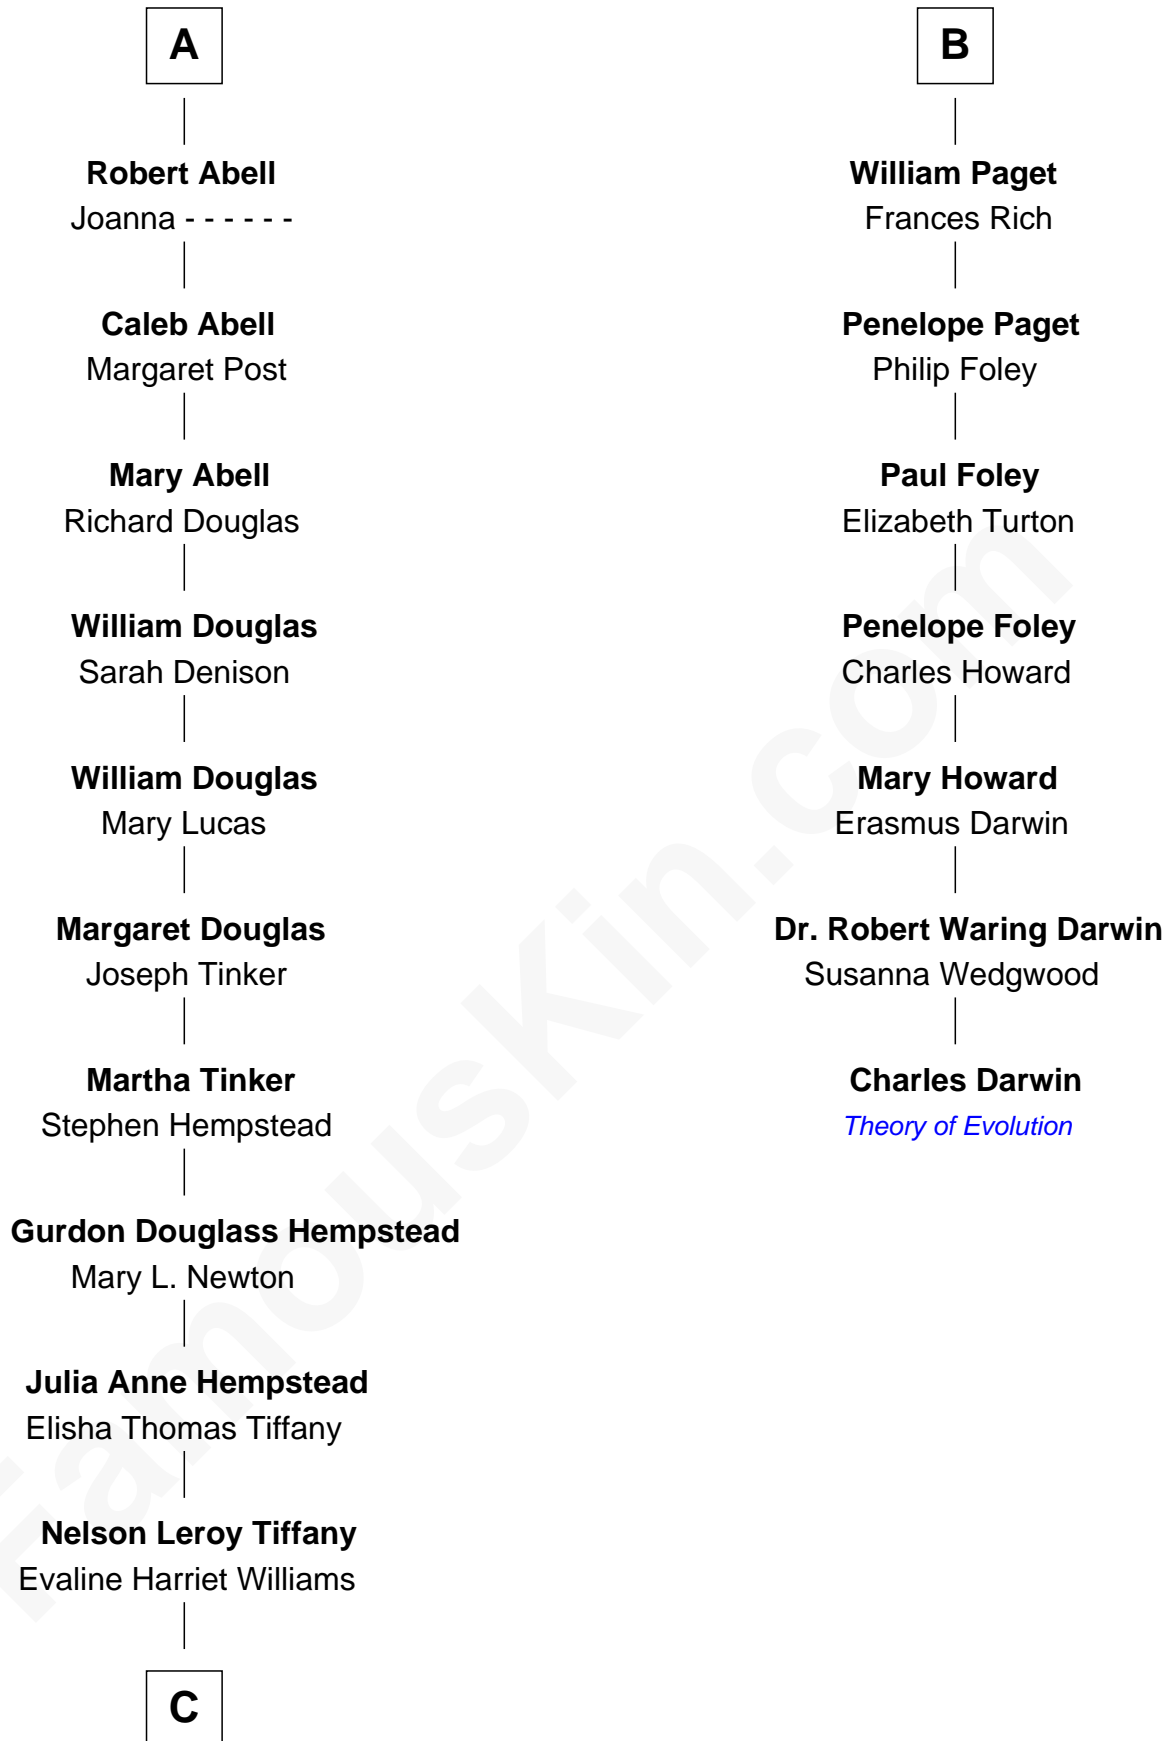 A
Robert Abell
Joanna - - - - - -
Caleb Abell
Margaret Post
Mary Abell
Richard Douglas
William Douglas
Sarah Denison
William Douglas
Mary Lucas
Margaret Douglas
Joseph Tinker
Martha Tinker
Stephen Hempstead
Gurdon Douglass Hempstead
Mary L. Newton
Julia Anne Hempstead
Elisha Thomas Tiffany
Nelson Leroy Tiffany
Evaline Harriet Williams
C
B
William Paget
Frances Rich
Penelope Paget
Philip Foley
Paul Foley
Elizabeth Turton
Penelope Foley
Charles Howard
Mary Howard
Erasmus Darwin
Dr. Robert Waring Darwin
Susanna Wedgwood
Charles Darwin
Theory of Evolution
FamousKin.com